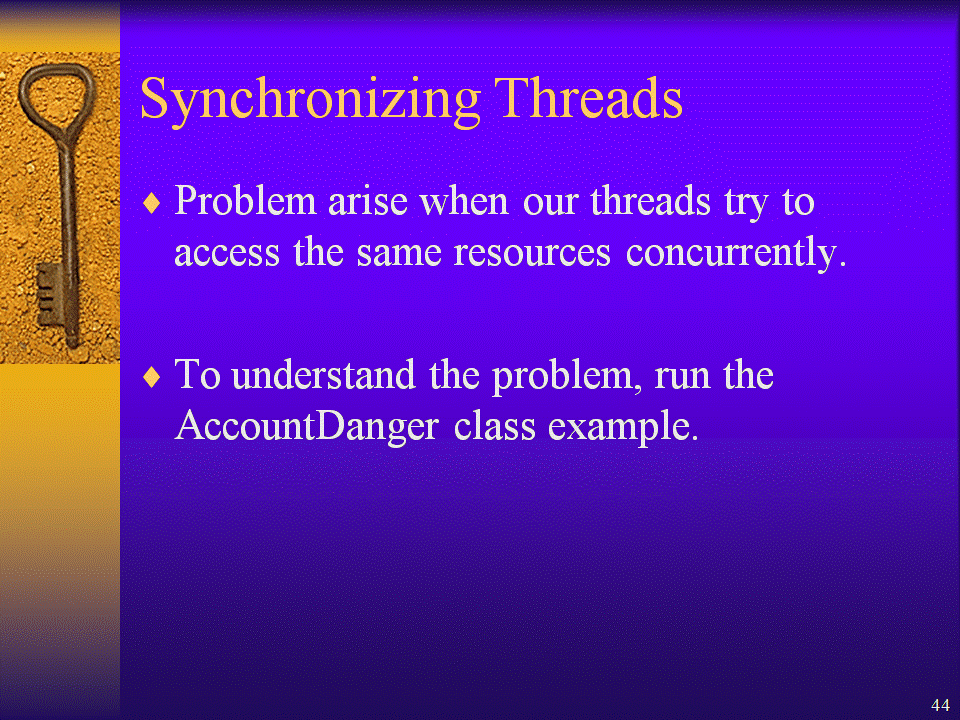 Synchronizing Threads
Problem arise when our threads try to
access the same resources concurrently.
To understand the problem, run the
AccountDanger class example.
44